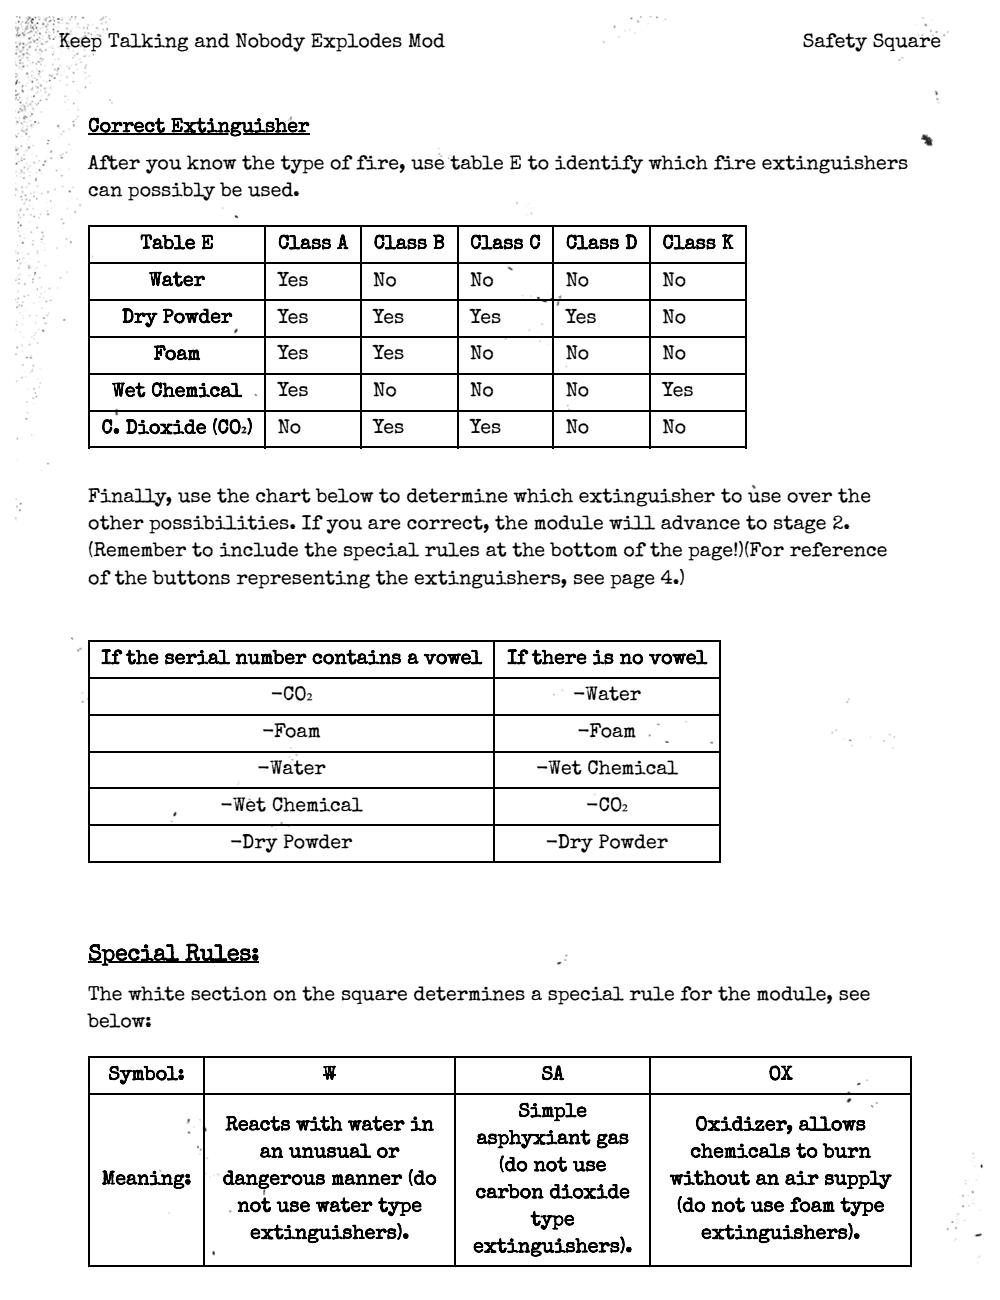 Keep Talking and Nobody Explodes Mod Safety Square
Correct Extinguisher
After you know the type of fire, use table E to identify which fire extinguishers
can possibly be used.
Table E Class A Class B Class C Class D Class K
Water Yes No No No No
Dry Powder Yes Yes Yes Yes No
Foam Yes Yes No No No
Wet Chemical Yes No No No Yes
C. Dioxide (CO₂) No Yes Yes No No
Finally, use the chart below to determine which extinguisher to use over the
other possibilities. If you are correct, the module will advance to stage 2.
(Remember to include the special rules at the bottom of the page!)(For reference
of the buttons representing the extinguishers, see page 4.)
If the serial number contains a vowel If there is no vowel
-CO₂ -Water
-Foam -Foam
-Water -Wet Chemical
-Wet Chemical -CO₂
-Dry Powder -Dry Powder
Special Rules:
The white section on the square determines a special rule for the module, see
below:
Symbol: W̶ SA OX
Meaning:
Reacts with water in
an unusual or
dangerous manner (do
not use water type
extinguishers).
Simple
asphyxiant gas
(do not use
carbon dioxide
type
extinguishers).
Oxidizer, allows
chemicals to burn
without an air supply
(do not use foam type
extinguishers).